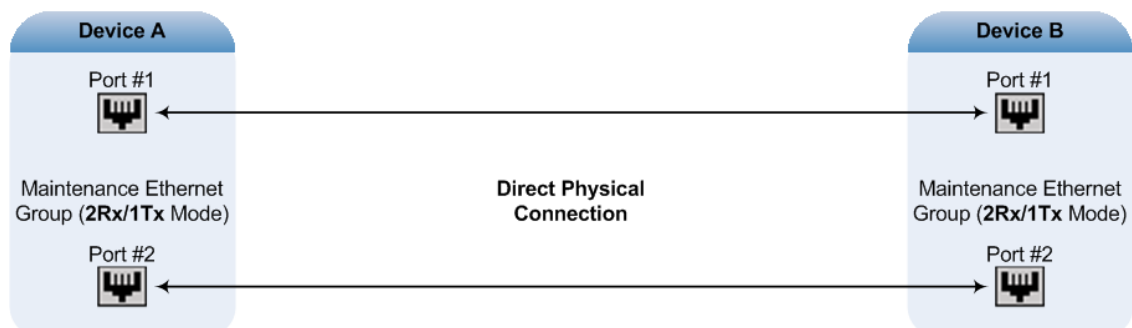 Device A
Device B
Port #1
Port #1
Maintenance Ethernet
Group (2Rx/1Tx Mode)
Direct Physical
Connection
Maintenance Ethernet
Group (2Rx/1Tx Mode)
Port #2
Port #2